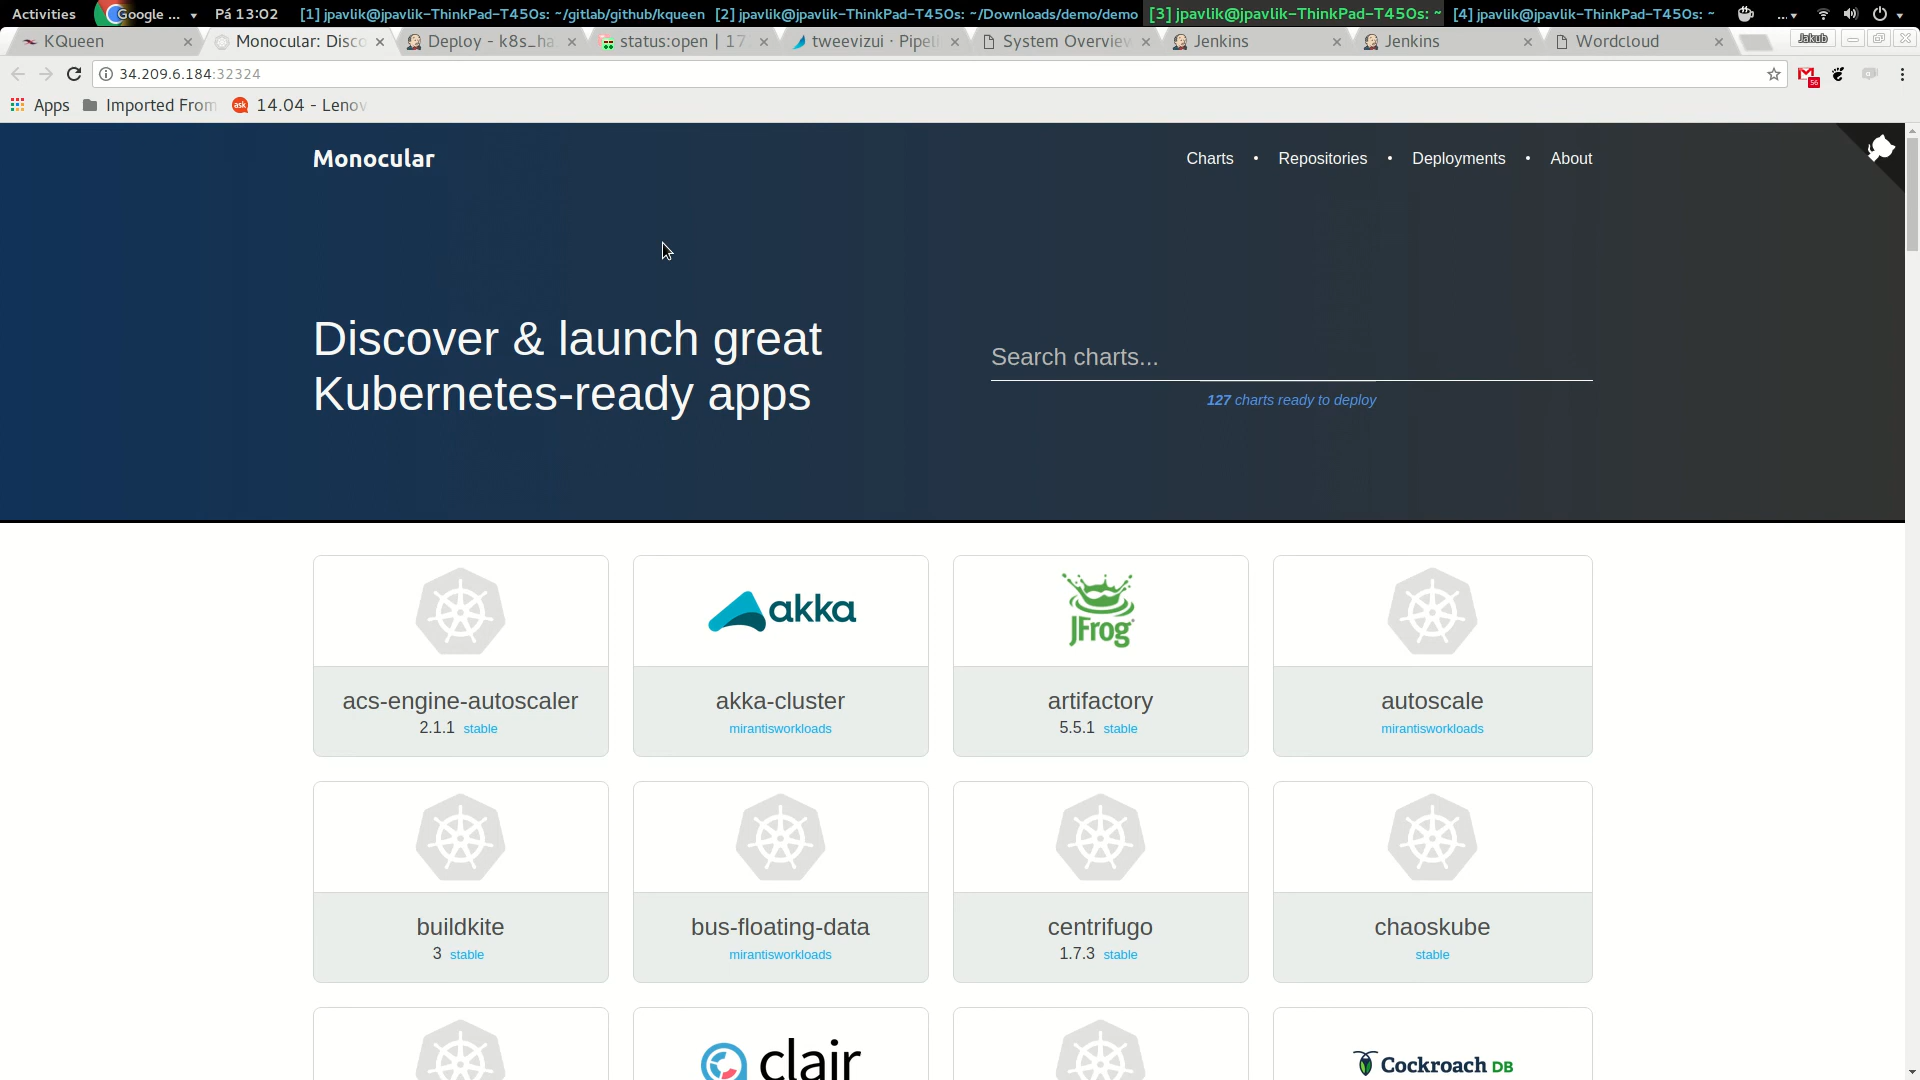 Activities Google ... Pá 13:02 [1] jpavlik@jpavlik-ThinkPad-T450s: ~/gitlab/github/kqueen [2] jpavlik@jpavlik-ThinkPad-T450s: ~/Downloads/demo/demo [3] jpavlik@jpavlik-ThinkPad-T450s: ~ [4] jpavlik@jpavlik-ThinkPad-T450s: ~ ...
KQueen Monocular: Disco Deploy - k8s_ha status:open | 17 tweevizui · Pipeli System Overview Jenkins Jenkins Wordcloud Jakub
34.209.6.184:32324 56
Apps Imported From ask 14.04 - Lenov
Monocular Charts • Repositories • Deployments • About
Discover & launch great
Kubernetes-ready apps
Search charts...
127 charts ready to deploy
akka JFrog
acs-engine-autoscaler akka-cluster artifactory autoscale
2.1.1 stable mirantisworkloads 5.5.1 stable mirantisworkloads
buildkite bus-floating-data centrifugo chaoskube
3 stable mirantisworkloads 1.7.3 stable stable
clair Cockroach DB